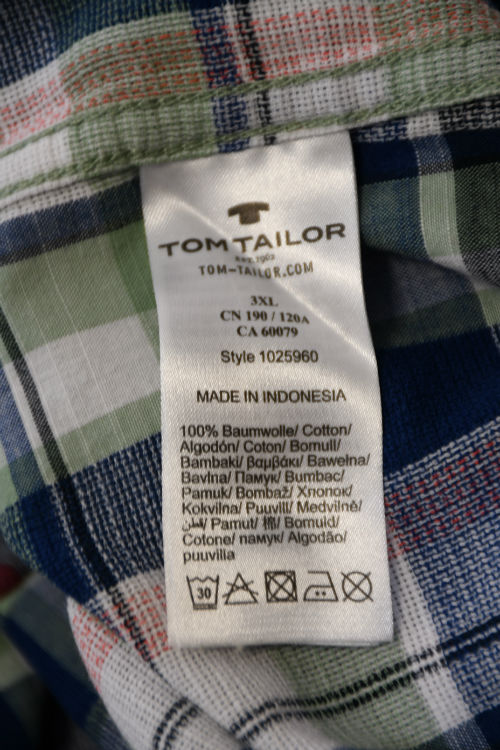 TOM TAILOR
EST. 1962
TOM-TAILOR.COM
3XL
CN 190 / 120A
CA 60079
Style 1025960
MADE IN INDONESIA
100% Baumwolle/ Cotton/
Algodón/ Coton/ Bomull/
Bambaki/ βαμβάκι/ Bawełna/
Bavlna/ Памук/ Bumbac/
Pamuk/ Bombaž/ Хлопок/
Kokvilna/ Puuvill/ Medvilnė/
قطن/ Pamut/ 棉/ Bomuld/
Cotone/ памук/ Algodão/
puuvilla
30